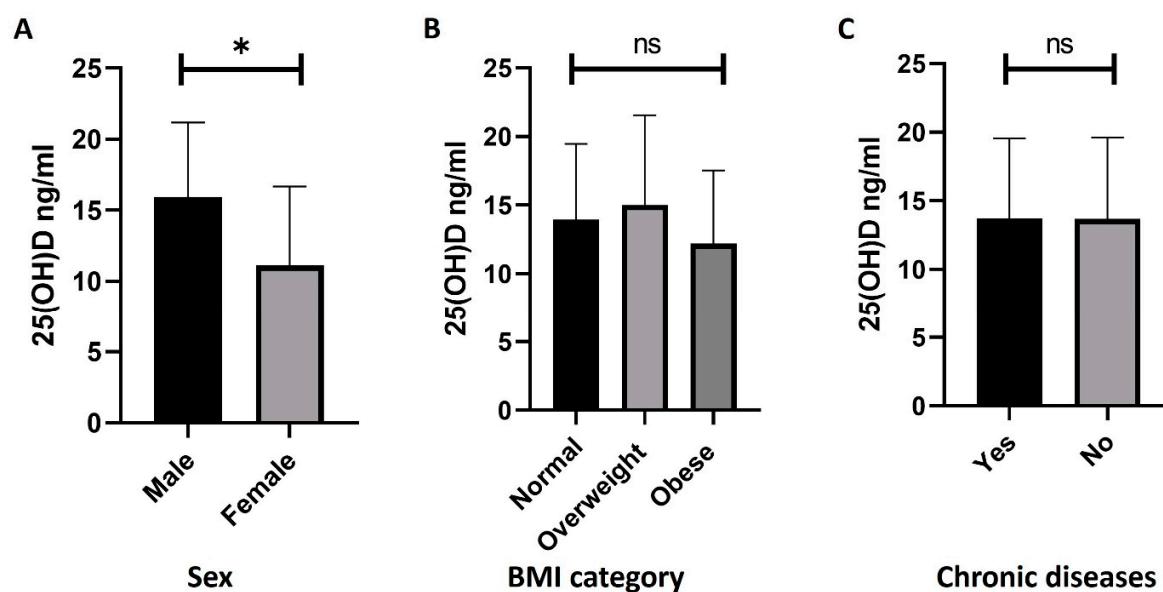 A
*
25(OH)D ng/ml
25
20
15
10
5
0
Male
Female
Sex
B
ns
25(OH)D ng/ml
25
20
15
10
5
0
Normal
Overweight
Obese
BMI category
C
ns
25(OH)D ng/ml
25
20
15
10
5
0
Yes
No
Chronic diseases